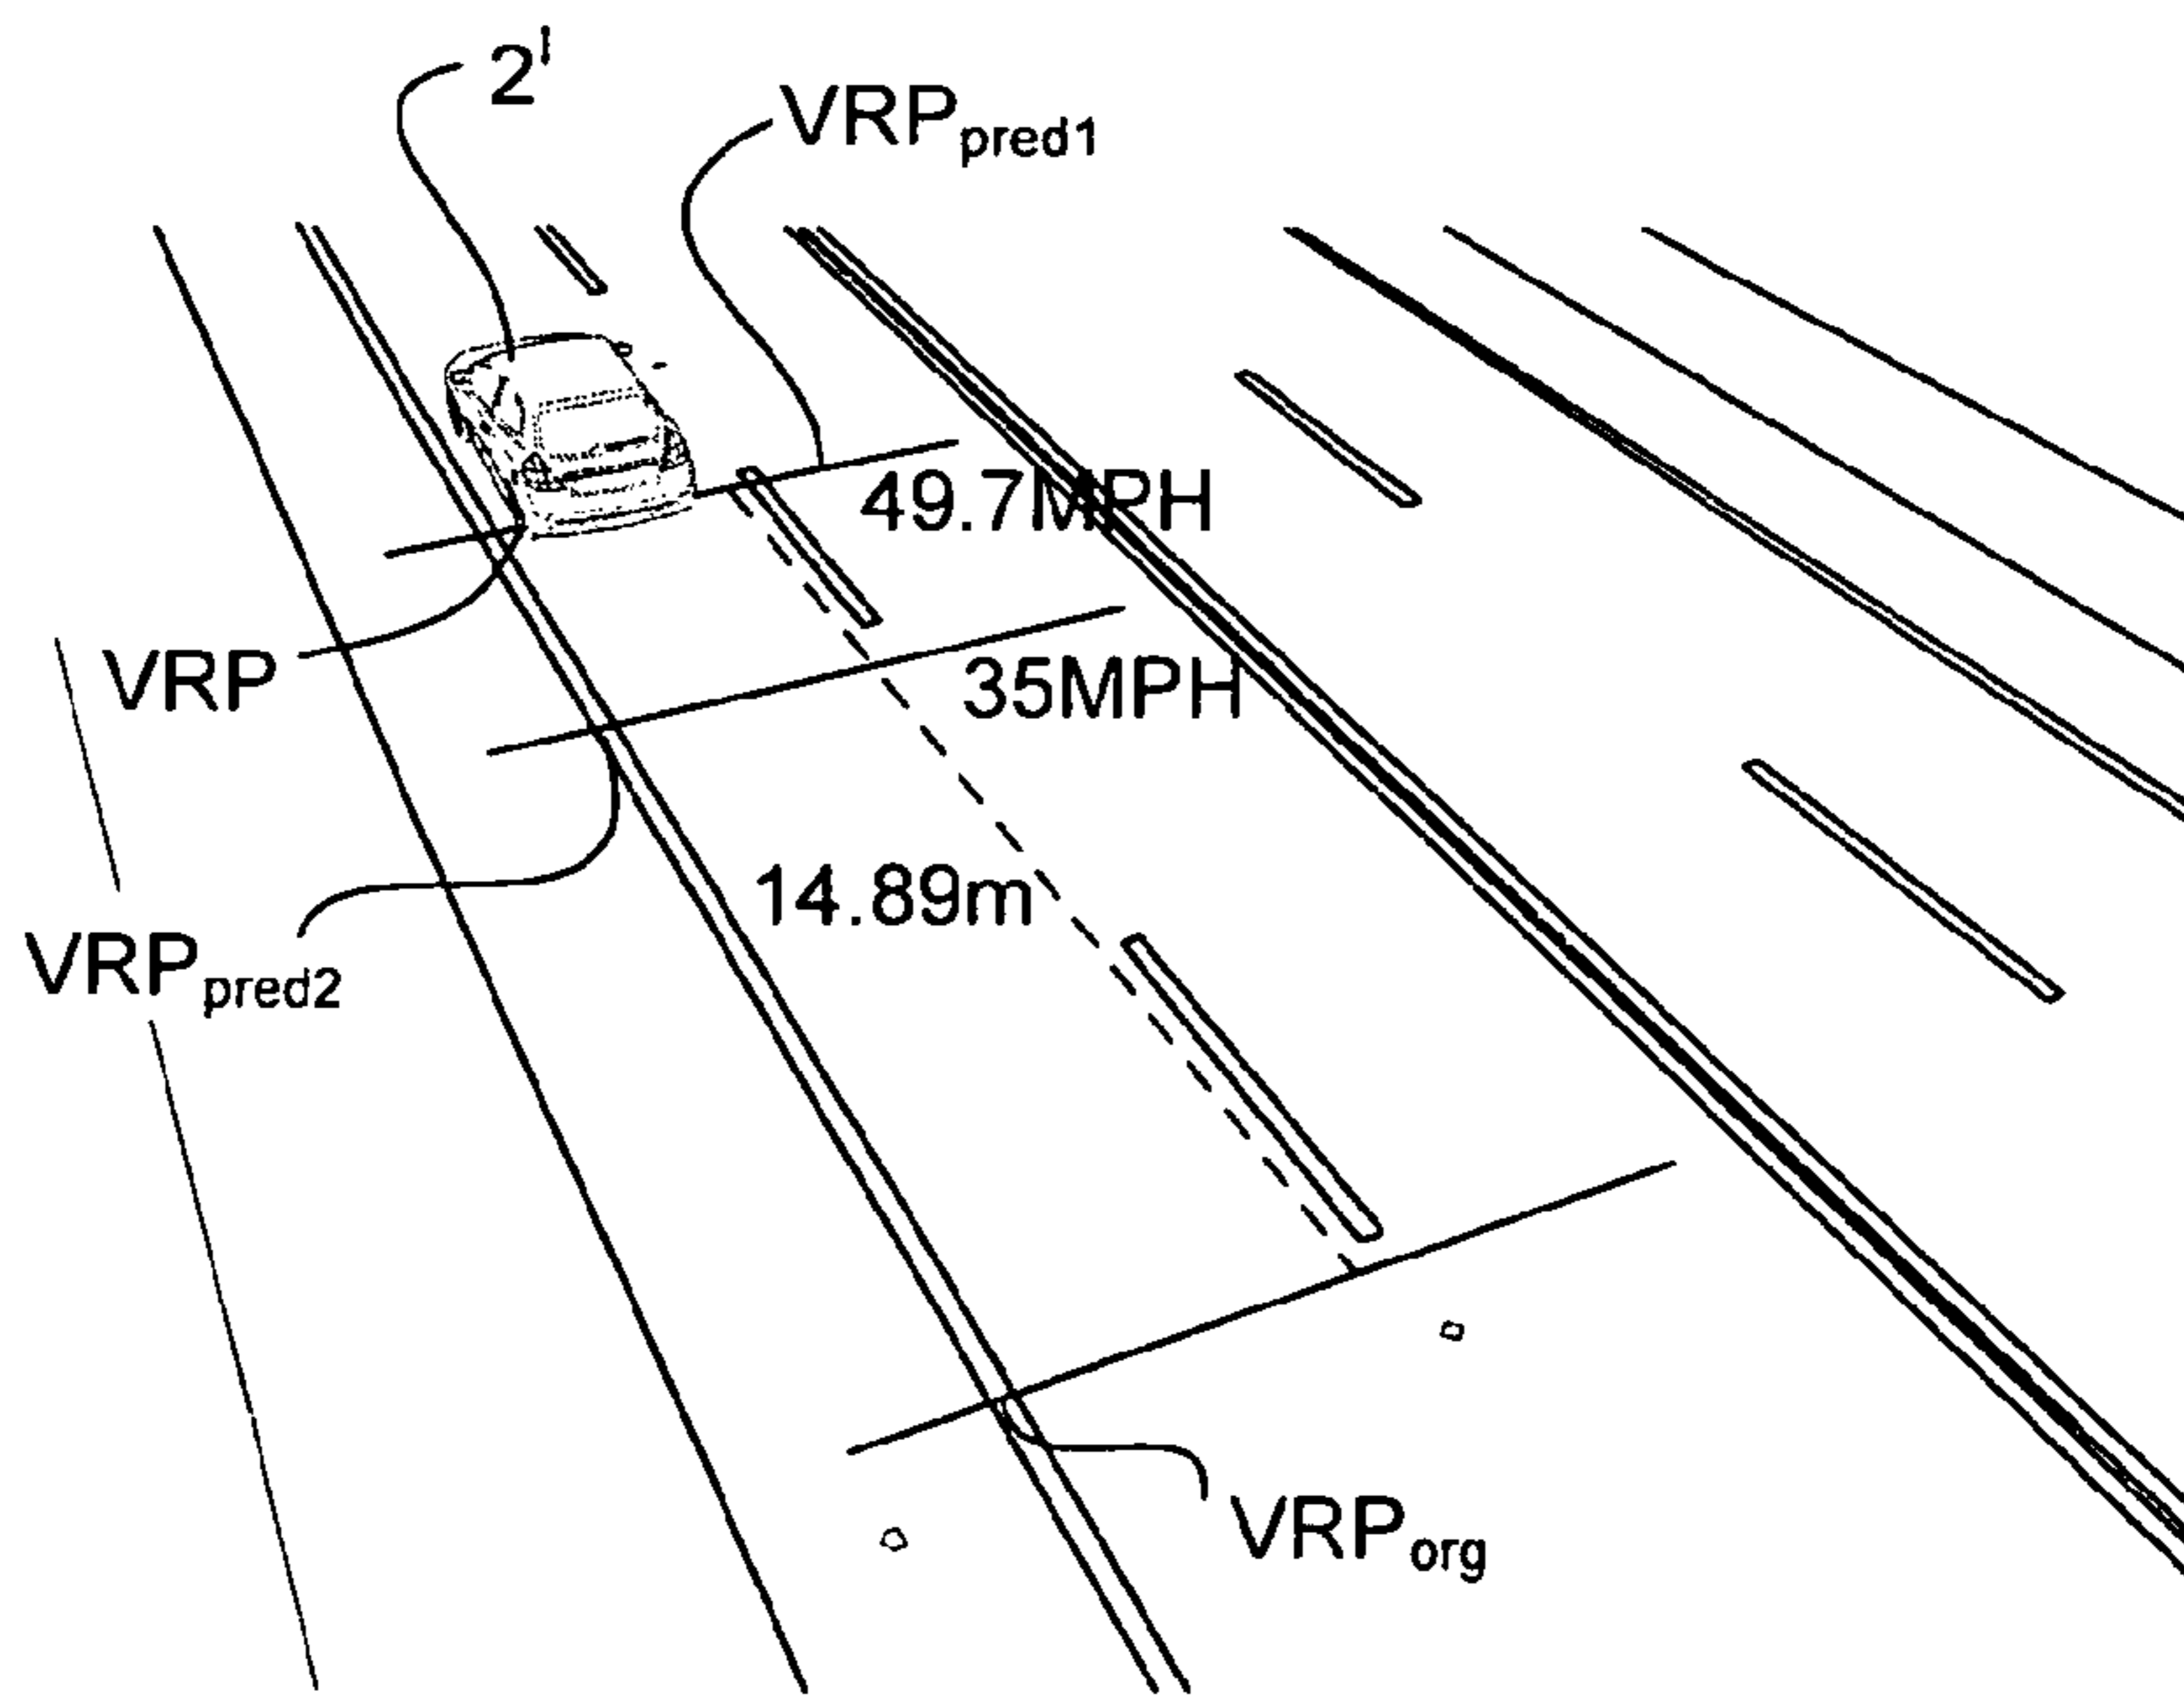 2'
VRPpred1
49.7MPH
VRP
35MPH
14.89m
VRPpred2
VRPorg